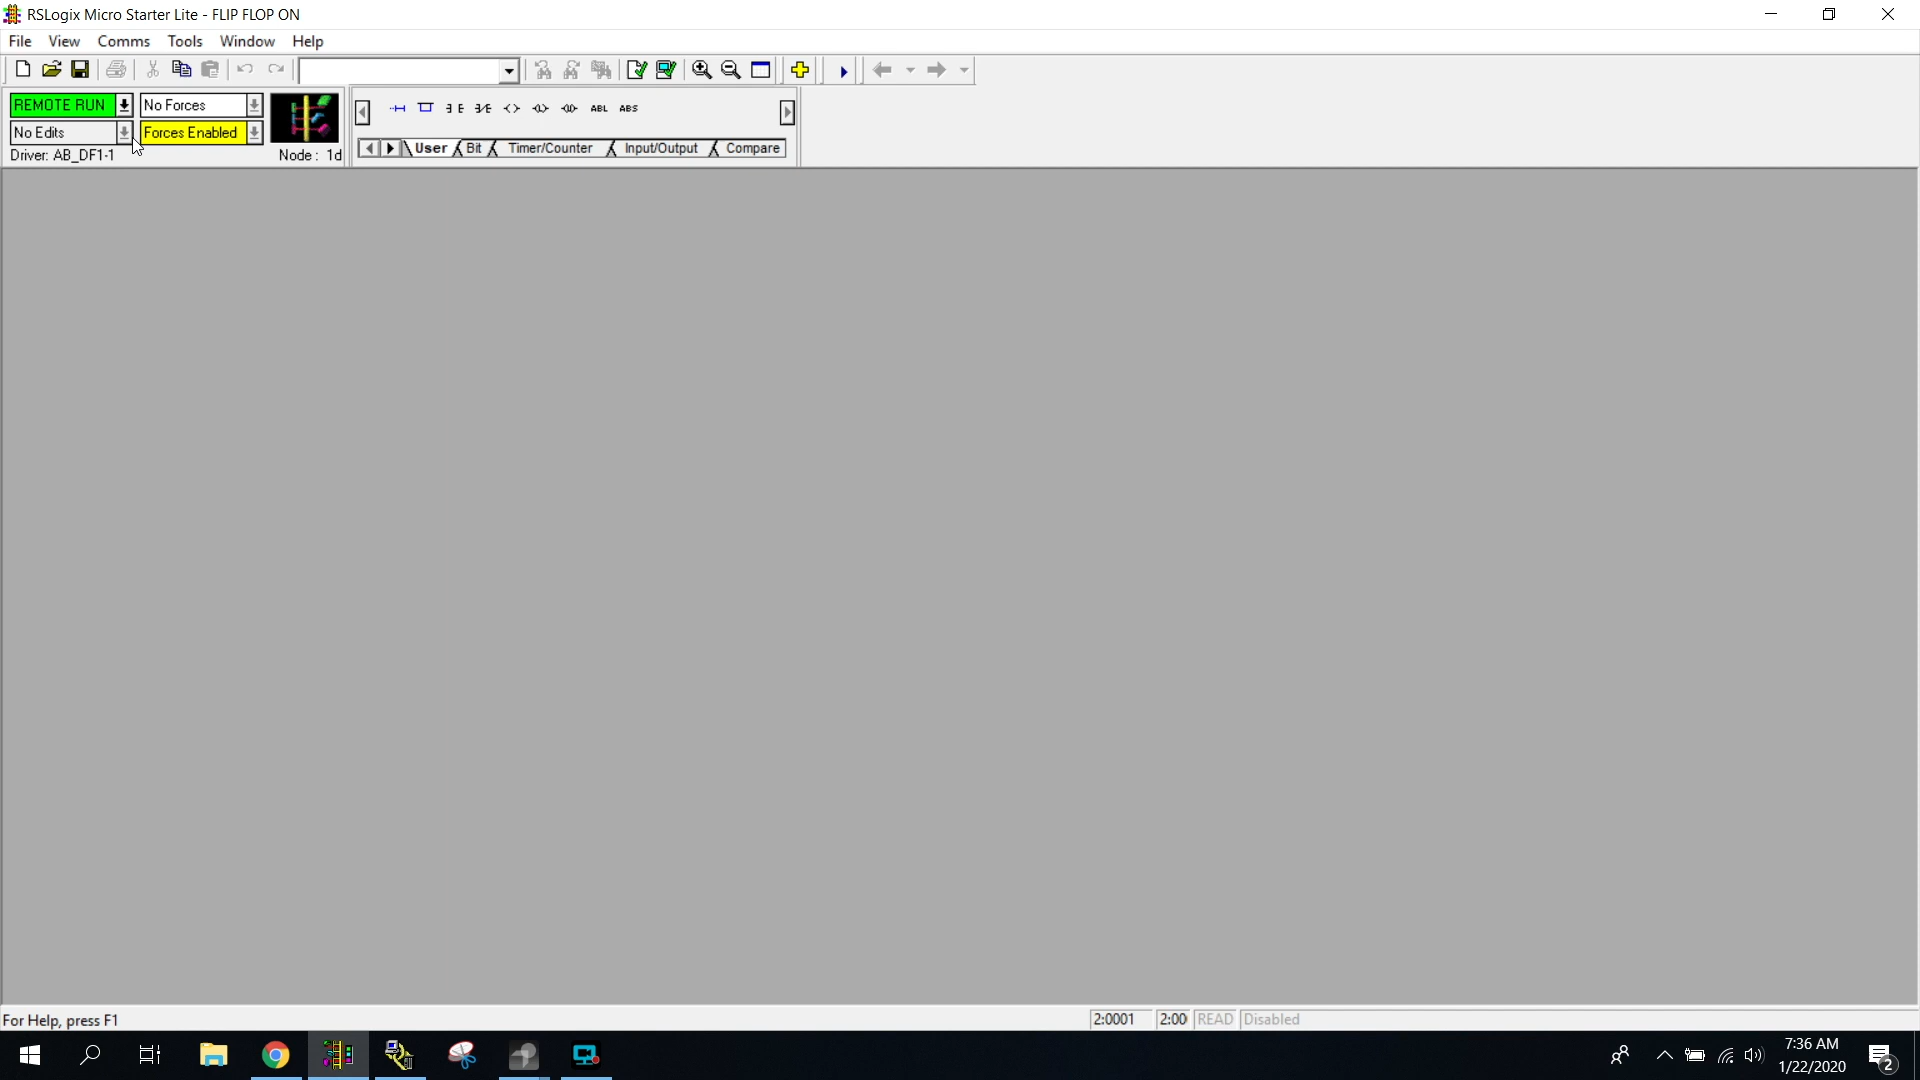 RSLogix Micro Starter Lite - FLIP FLOP ON
File View Comms Tools Window Help
REMOTE RUN No Forces
ABL ABS
No Edits Forces Enabled
User Bit Timer/Counter Input/Output Compare
Driver: AB_DF1-1 Node : 1d
For Help, press F1 2:0001 2:00 READ Disabled
7:36 AM
1/22/2020
2